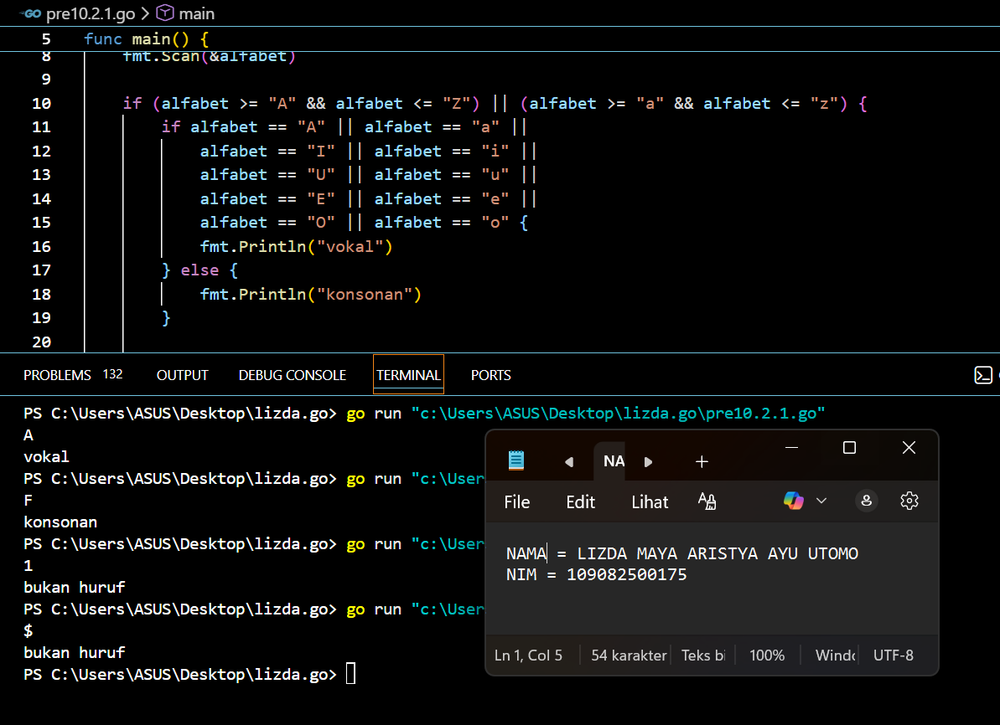 GO pre10.2.1.go > main
5 func main() {
8 fmt.Scan(&alfabet)
9
10 if (alfabet >= "A" && alfabet <= "Z") || (alfabet >= "a" && alfabet <= "z") {
11 if alfabet == "A" || alfabet == "a" ||
12 alfabet == "I" || alfabet == "i" ||
13 alfabet == "U" || alfabet == "u" ||
14 alfabet == "E" || alfabet == "e" ||
15 alfabet == "O" || alfabet == "o" {
16 fmt.Println("vokal")
17 } else {
18 fmt.Println("konsonan")
19 }
20
PROBLEMS 132 OUTPUT DEBUG CONSOLE TERMINAL PORTS
PS C:\Users\ASUS\Desktop\lizda.go> go run "c:\Users\ASUS\Desktop\lizda.go\pre10.2.1.go"
A
vokal
PS C:\Users\ASUS\Desktop\lizda.go> go run "c:\User
F
konsonan
PS C:\Users\ASUS\Desktop\lizda.go> go run "c:\User
1
bukan huruf
PS C:\Users\ASUS\Desktop\lizda.go> go run "c:\User
$
bukan huruf
PS C:\Users\ASUS\Desktop\lizda.go>
NA
File Edit Lihat
NAMA = LIZDA MAYA ARISTYA AYU UTOMO
NIM = 109082500175
Ln 1, Col 5 54 karakter Teks bi 100% Windo UTF-8